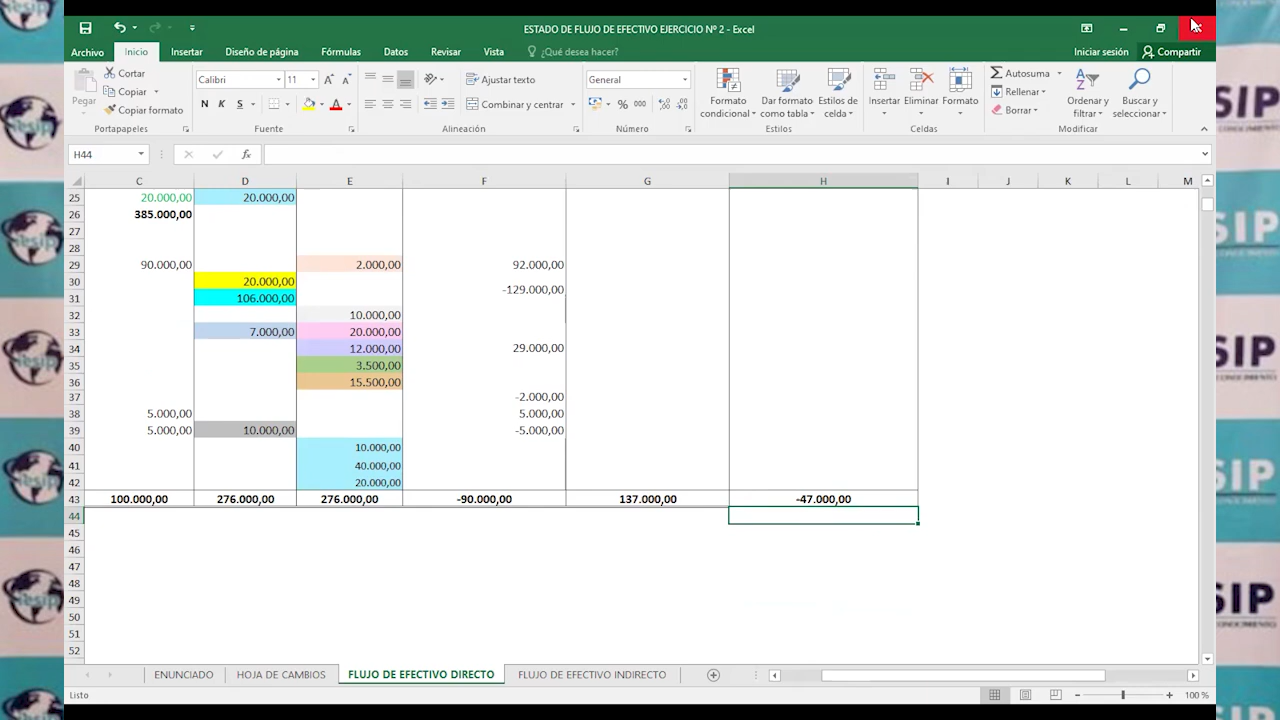 ESTADO DE FLUJO DE EFECTIVO EJERCICIO Nº 2 - Excel
Archivo Inicio Insertar Diseño de página Fórmulas Datos Revisar Vista ¿Qué desea hacer? Iniciar sesión Compartir
Pegar
Cortar
Copiar
Copiar formato
Portapapeles
Calibri 11
N K S
Fuente
Ajustar texto
Combinar y centrar
Alineación
General
% 000
Número
Formato condicional
Dar formato como tabla
Estilos de celda
Estilos
Insertar Eliminar Formato
Celdas
Autosuma
Rellenar
Borrar
Ordenar y filtrar
Buscar y seleccionar
Modificar
H44 fx
C D E F G H I J K L M
25 20.000,00 20.000,00
26 385.000,00
27
28
29 90.000,00 2.000,00 92.000,00
30 20.000,00 -129.000,00
31 106.000,00
32 10.000,00
33 7.000,00 20.000,00
34 12.000,00 29.000,00
35 3.500,00
36 15.500,00
37 -2.000,00
38 5.000,00 5.000,00
39 5.000,00 10.000,00 -5.000,00
40 10.000,00
41 40.000,00
42 20.000,00
43 100.000,00 276.000,00 276.000,00 -90.000,00 137.000,00 -47.000,00
44
45
46
47
48
49
50
51
52
ENUNCIADO HOJA DE CAMBIOS FLUJO DE EFECTIVO DIRECTO FLUJO DE EFECTIVO INDIRECTO
Listo 100 %